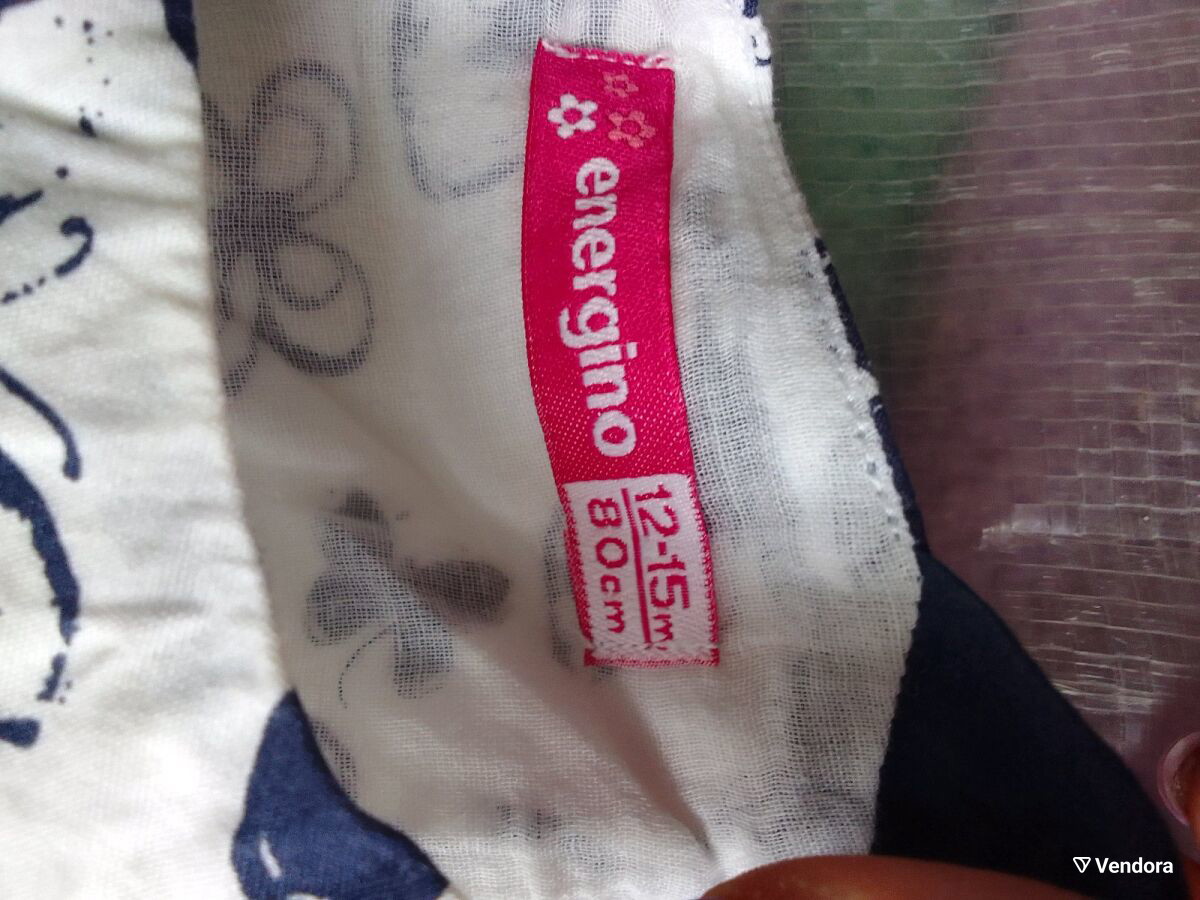 energino
12-15m
80cm
Vendora